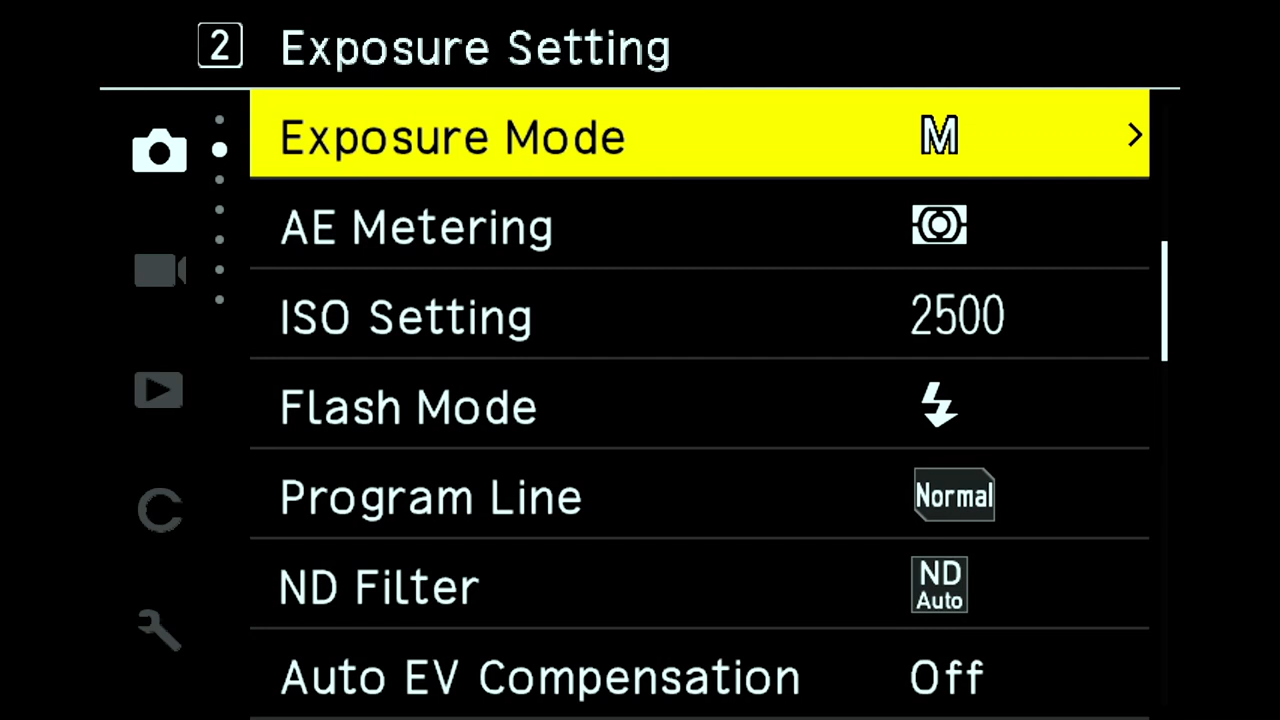 2 Exposure Setting
Exposure Mode M
AE Metering
ISO Setting 2500
Flash Mode
Program Line Normal
ND Filter ND Auto
Auto EV Compensation Off